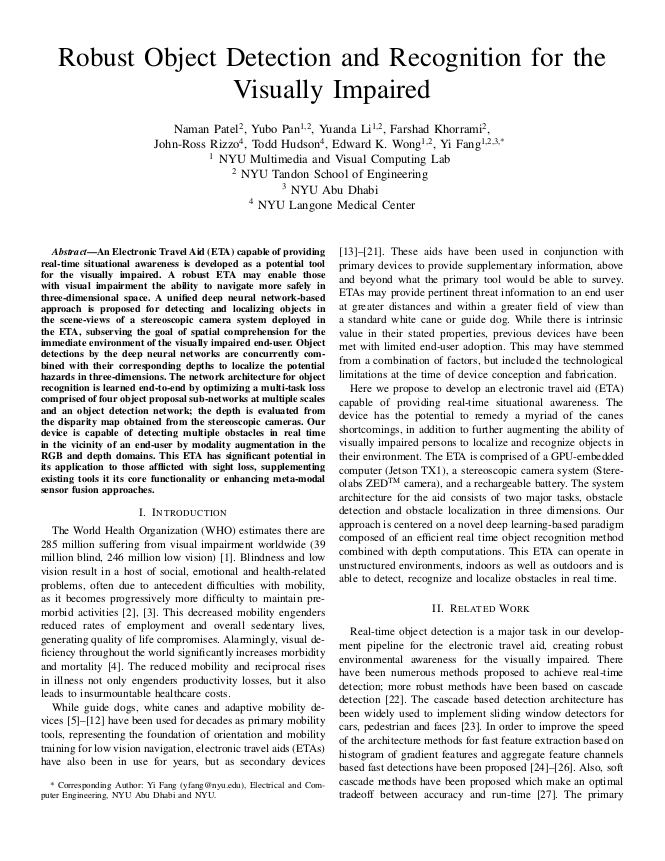 Robust Object Detection and Recognition for the
Visually Impaired
Naman Patel2, Yubo Pan1,2, Yuanda Li1,2, Farshad Khorrami2,
John-Ross Rizzo4, Todd Hudson4, Edward K. Wong1,2, Yi Fang1,2,3,*
1 NYU Multimedia and Visual Computing Lab
2 NYU Tandon School of Engineering
3 NYU Abu Dhabi
4 NYU Langone Medical Center
Abstract—An Electronic Travel Aid (ETA) capable of providing
real-time situational awareness is developed as a potential tool
for the visually impaired. A robust ETA may enable those
with visual impairment the ability to navigate more safely in
three-dimensional space. A unified deep neural network-based
approach is proposed for detecting and localizing objects in
the scene-views of a stereoscopic camera system deployed in
the ETA, subserving the goal of spatial comprehension for the
immediate environment of the visually impaired end-user. Object
detections by the deep neural networks are concurrently com-
bined with their corresponding depths to localize the potential
hazards in three-dimensions. The network architecture for object
recognition is learned end-to-end by optimizing a multi-task loss
comprised of four object proposal sub-networks at multiple scales
and an object detection network; the depth is evaluated from
the disparity map obtained from the stereoscopic cameras. Our
device is capable of detecting multiple obstacles in real time
in the vicinity of an end-user by modality augmentation in the
RGB and depth domains. This ETA has significant potential in
its application to those afflicted with sight loss, supplementing
existing tools it its core functionality or enhancing meta-modal
sensor fusion approaches.
I. INTRODUCTION
The World Health Organization (WHO) estimates there are
285 million suffering from visual impairment worldwide (39
million blind, 246 million low vision) [1]. Blindness and low
vision result in a host of social, emotional and health-related
problems, often due to antecedent difficulties with mobility,
as it becomes progressively more difficulty to maintain pre-
morbid activities [2], [3]. This decreased mobility engenders
reduced rates of employment and overall sedentary lives,
generating quality of life compromises. Alarmingly, visual de-
ficiency throughout the world significantly increases morbidity
and mortality [4]. The reduced mobility and reciprocal rises
in illness not only engenders productivity losses, but it also
leads to insurmountable healthcare costs.
While guide dogs, white canes and adaptive mobility de-
vices [5]–[12] have been used for decades as primary mobility
tools, representing the foundation of orientation and mobility
training for low vision navigation, electronic travel aids (ETAs)
have also been in use for years, but as secondary devices
* Corresponding Author: Yi Fang (yfang@nyu.edu), Electrical and Com-
puter Engineering, NYU Abu Dhabi and NYU.
[13]–[21]. These aids have been used in conjunction with
primary devices to provide supplementary information, above
and beyond what the primary tool would be able to survey.
ETAs may provide pertinent threat information to an end user
at greater distances and within a greater field of view than
a standard white cane or guide dog. While there is intrinsic
value in their stated properties, previous devices have been
met with limited end-user adoption. This may have stemmed
from a combination of factors, but included the technological
limitations at the time of device conception and fabrication.
Here we propose to develop an electronic travel aid (ETA)
capable of providing real-time situational awareness. The
device has the potential to remedy a myriad of the canes
shortcomings, in addition to further augmenting the ability of
visually impaired persons to localize and recognize objects in
their environment. The ETA is comprised of a GPU-embedded
computer (Jetson TX1), a stereoscopic camera system (Stere-
olabs ZEDTM camera), and a rechargeable battery. The system
architecture for the aid consists of two major tasks, obstacle
detection and obstacle localization in three dimensions. Our
approach is centered on a novel deep learning-based paradigm
composed of an efficient real time object recognition method
combined with depth computations. This ETA can operate in
unstructured environments, indoors as well as outdoors and is
able to detect, recognize and localize obstacles in real time.
II. RELATED WORK
Real-time object detection is a major task in our develop-
ment pipeline for the electronic travel aid, creating robust
environmental awareness for the visually impaired. There
have been numerous methods proposed to achieve real-time
detection; more robust methods have been based on cascade
detection [22]. The cascade based detection architecture has
been widely used to implement sliding window detectors for
cars, pedestrian and faces [23]. In order to improve the speed
of the architecture methods for fast feature extraction based on
histogram of gradient features and aggregate feature channels
based fast detections have been proposed [24]–[26]. Also, soft
cascade methods have been proposed which make an optimal
tradeoff between accuracy and run-time [27]. The primary